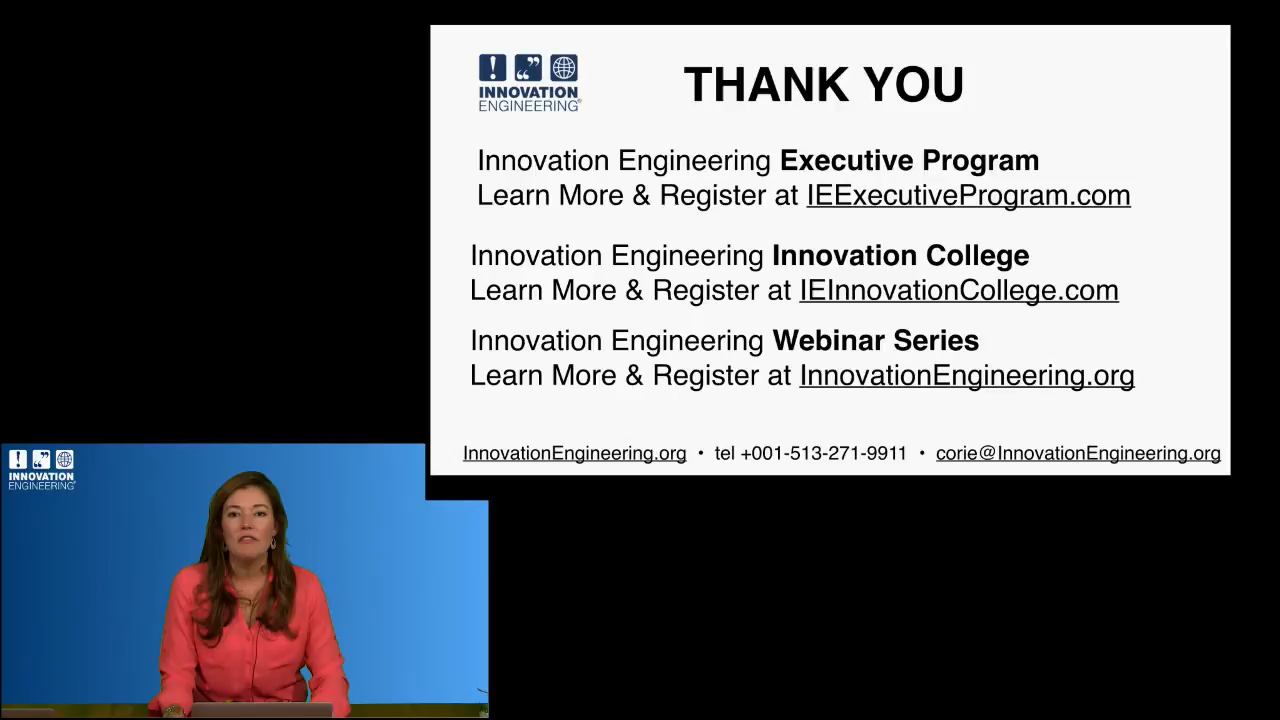 INNOVATION
ENGINEERING®
THANK YOU
Innovation Engineering Executive Program
Learn More & Register at IEExecutiveProgram.com
Innovation Engineering Innovation College
Learn More & Register at IEInnovationCollege.com
Innovation Engineering Webinar Series
Learn More & Register at InnovationEngineering.org
InnovationEngineering.org • tel +001-513-271-9911 • corie@InnovationEngineering.org
INNOVATION
ENGINEERING